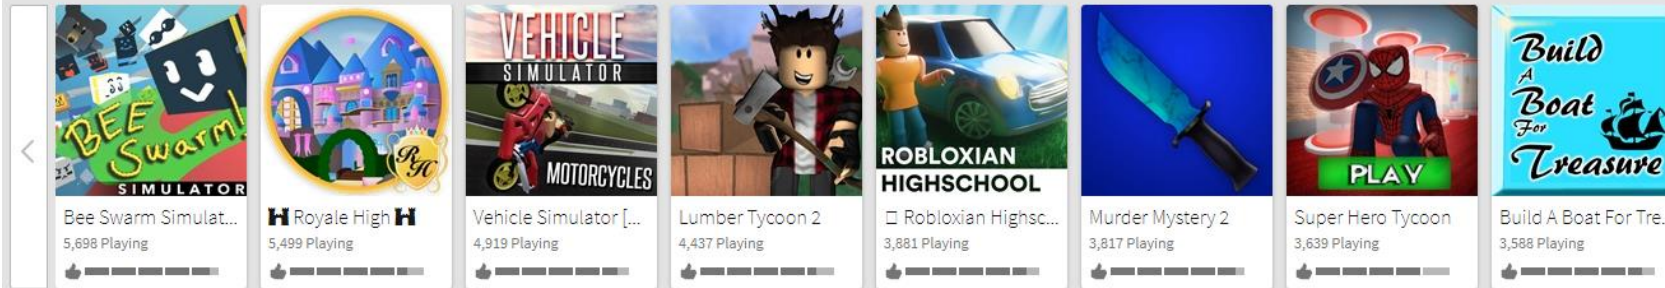 BEE
Swarm!
SIMULATOR
Bee Swarm Simulat...
5,698 Playing
RH
Royale High
5,499 Playing
VEHICLE
SIMULATOR
MOTORCYCLES
Vehicle Simulator [...
4,919 Playing
Lumber Tycoon 2
4,437 Playing
ROBLOXIAN
HIGHSCHOOL
Robloxian Highsc...
3,881 Playing
Murder Mystery 2
3,817 Playing
PLAY
Super Hero Tycoon
3,639 Playing
Build
A
Boat
For
Treasure
Build A Boat For Tre.
3,588 Playing